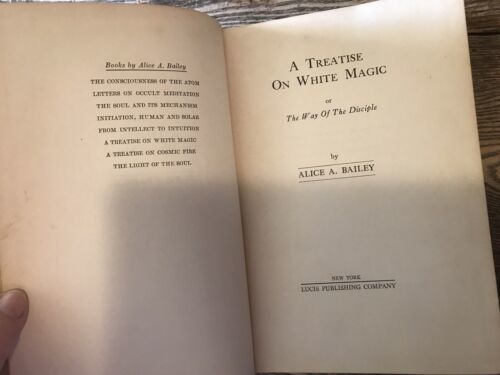 Books by Alice A. Bailey
THE CONSCIOUSNESS OF THE ATOM
LETTERS ON OCCULT MEDITATION
THE SOUL AND ITS MECHANISM
INITIATION, HUMAN AND SOLAR
FROM INTELLECT TO INTUITION
A TREATISE ON WHITE MAGIC
A TREATISE ON COSMIC FIRE
THE LIGHT OF THE SOUL
A TREATISE
ON WHITE MAGIC
or
The Way Of The Disciple
by
ALICE A. BAILEY
NEW YORK
LUCIS PUBLISHING COMPANY